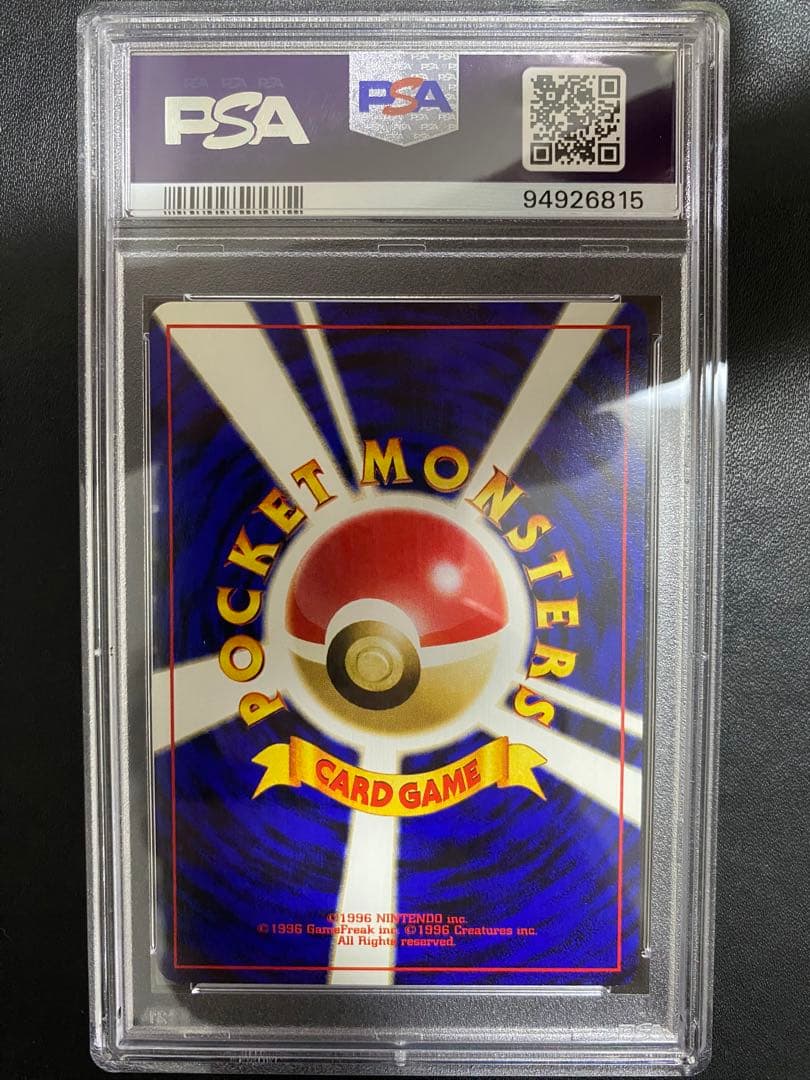 PSA
PSA
94926815
POCKET MONSTERS
CARD GAME
©1996 NINTENDO inc.
©1996 GameFreak inc. ©1996 Creatures inc.
All Rights reserved.